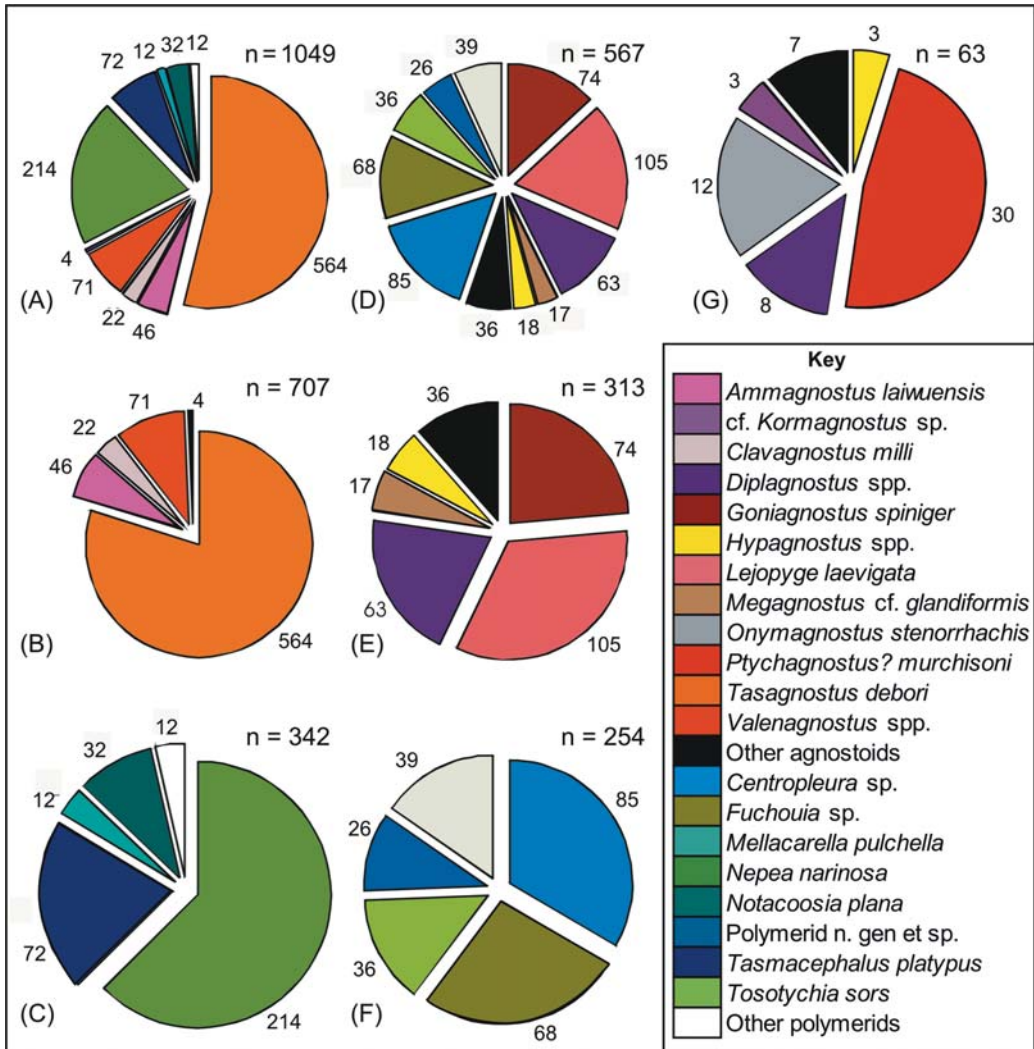 72 12 32 12
n = 1049
214
4
71
22
46
564
(A)
39
26
36
68
85
36
18
17
63
105
74
n = 567
(D)
7
3
3
n = 63
12
8
30
(G)
n = 707
4
71
22
46
564
(B)
36
18
17
63
n = 313
74
105
(E)
12
32
12
72
n = 342
214
(C)
39
26
36
n = 254
85
68
(F)
Key
Ammagnostus laiwuensis
cf. Kormagnostus sp.
Clavagnostus milli
Diplagnostus spp.
Goniagnostus spiniger
Hypagnostus spp.
Lejopyge laevigata
Megagnostus cf. glandiformis
Onymagnostus stenorrhachis
Ptychagnostus? murchisoni
Tasagnostus debori
Valenagnostus spp.
Other agnostoids
Centropleura sp.
Fuchouia sp.
Mellacarella pulchella
Nepea narinosa
Notacoosia plana
Polymerid n. gen et sp.
Tasmacephalus platypus
Tosotychia sors
Other polymerids